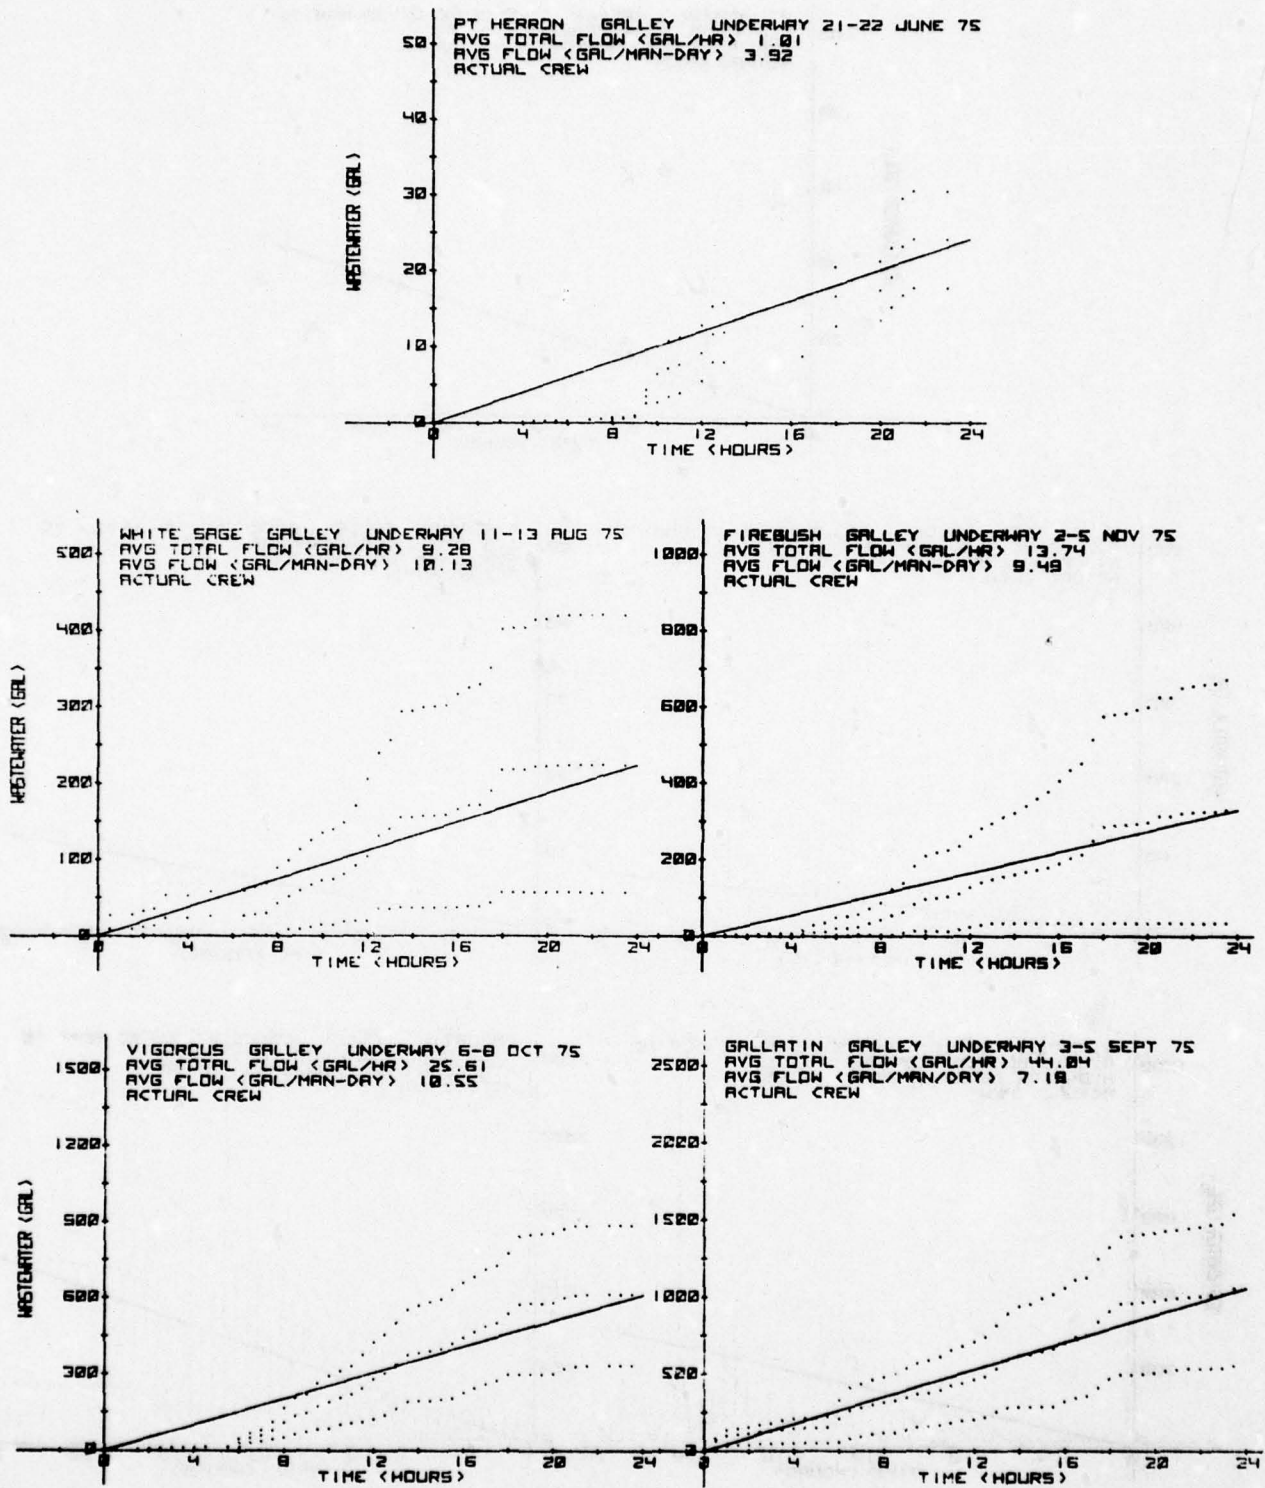 PT HERRON GALLEY UNDERWAY 21-22 JUNE 75
AVG TOTAL FLOW <GAL/HR> 1.01
AVG FLOW <GAL/MAN-DAY> 3.92
ACTUAL CREW
WASTEWATER (GAL)
50
40
30
20
10
0
0 4 8 12 16 20 24
TIME <HOURS>
WHITE SAGE GALLEY UNDERWAY 11-13 AUG 75
AVG TOTAL FLOW <GAL/HR> 9.28
AVG FLOW <GAL/MAN-DAY> 10.13
ACTUAL CREW
WASTEWATER (GAL)
500
400
300
200
100
0
0 4 8 12 16 20 24
TIME <HOURS>
FIREBUSH GALLEY UNDERWAY 2-5 NOV 75
AVG TOTAL FLOW <GAL/HR> 13.74
AVG FLOW <GAL/MAN-DAY> 9.49
ACTUAL CREW
1000
800
600
400
200
0
0 4 8 12 16 20 24
TIME <HOURS>
VIGOROUS GALLEY UNDERWAY 6-8 OCT 75
AVG TOTAL FLOW <GAL/HR> 25.61
AVG FLOW <GAL/MAN-DAY> 10.55
ACTUAL CREW
WASTEWATER (GAL)
1500
1200
900
600
300
0
0 4 8 12 16 20 24
TIME <HOURS>
GALLATIN GALLEY UNDERWAY 3-5 SEPT 75
AVG TOTAL FLOW <GAL/HR> 44.04
AVG FLOW <GAL/MAN/DAY> 7.18
ACTUAL CREW
2500
2000
1500
1000
500
0
0 4 8 12 16 20 24
TIME <HOURS>